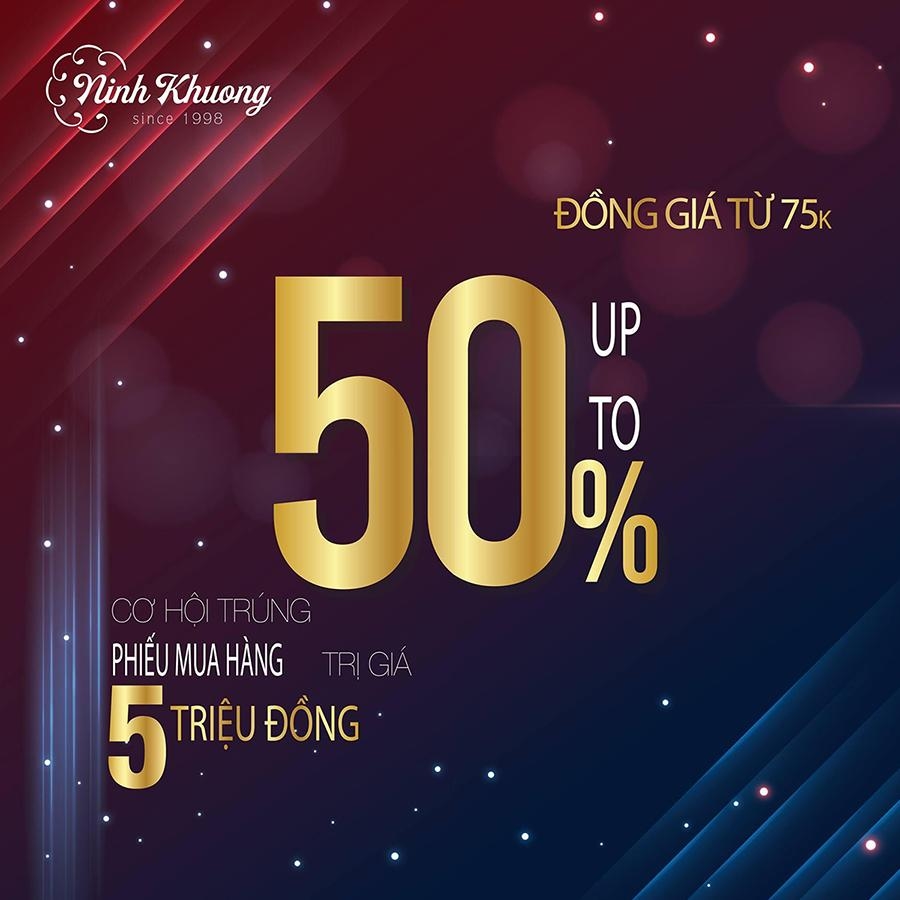 Ninh Khuong
since 1998
ĐỒNG GIÁ TỪ 75K
50%
UP
TO
CƠ HỘI TRÚNG
PHIẾU MUA HÀNG TRỊ GIÁ
5 TRIỆU ĐỒNG